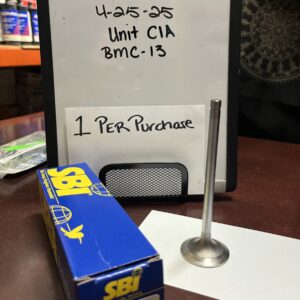 4-25-25
Unit C1A
BMC-13
1 PER PURCHASE
SBI
SBI